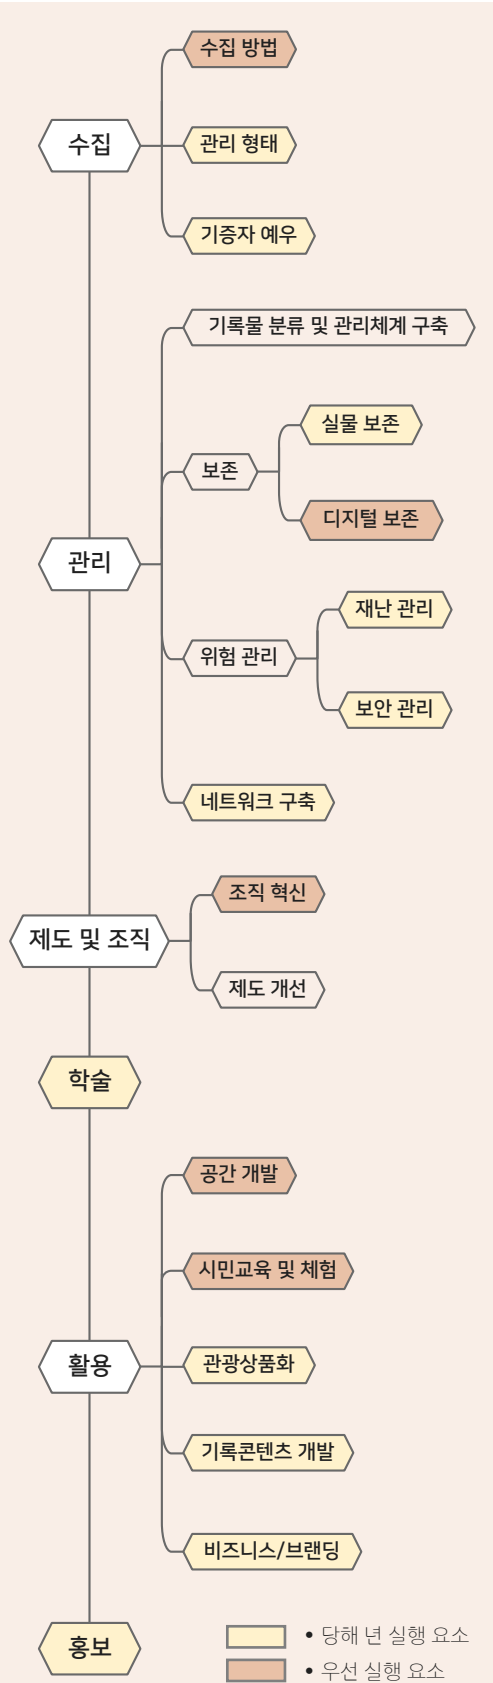 수집
수집 방법
관리 형태
기증자 예우
관리
기록물 분류 및 관리체계 구축
보존
실물 보존
디지털 보존
위험 관리
재난 관리
보안 관리
네트워크 구축
제도 및 조직
조직 혁신
제도 개선
학술
활용
공간 개발
시민교육 및 체험
관광상품화
기록콘텐츠 개발
비즈니스/브랜딩
홍보
• 당해 년 실행 요소
• 우선 실행 요소